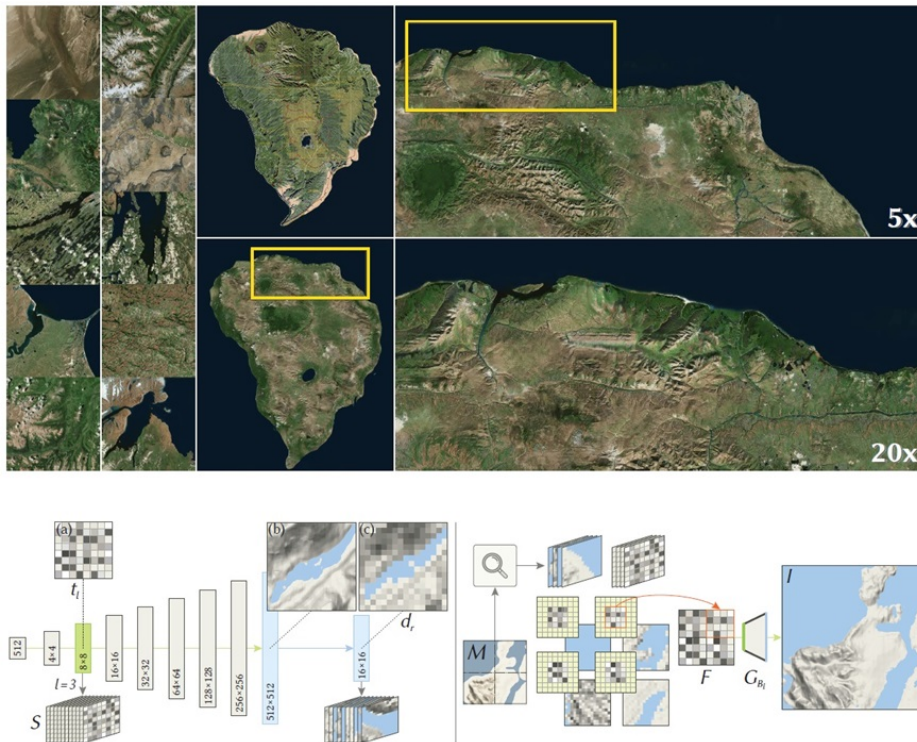 5x
20x
(a)
(b)
(c)
t_l
d_r
512
4×4
8×8
16×16
32×32
64×64
128×128
256×256
512×512
16×16
l=3
S
M
F
G_{B_l}
I